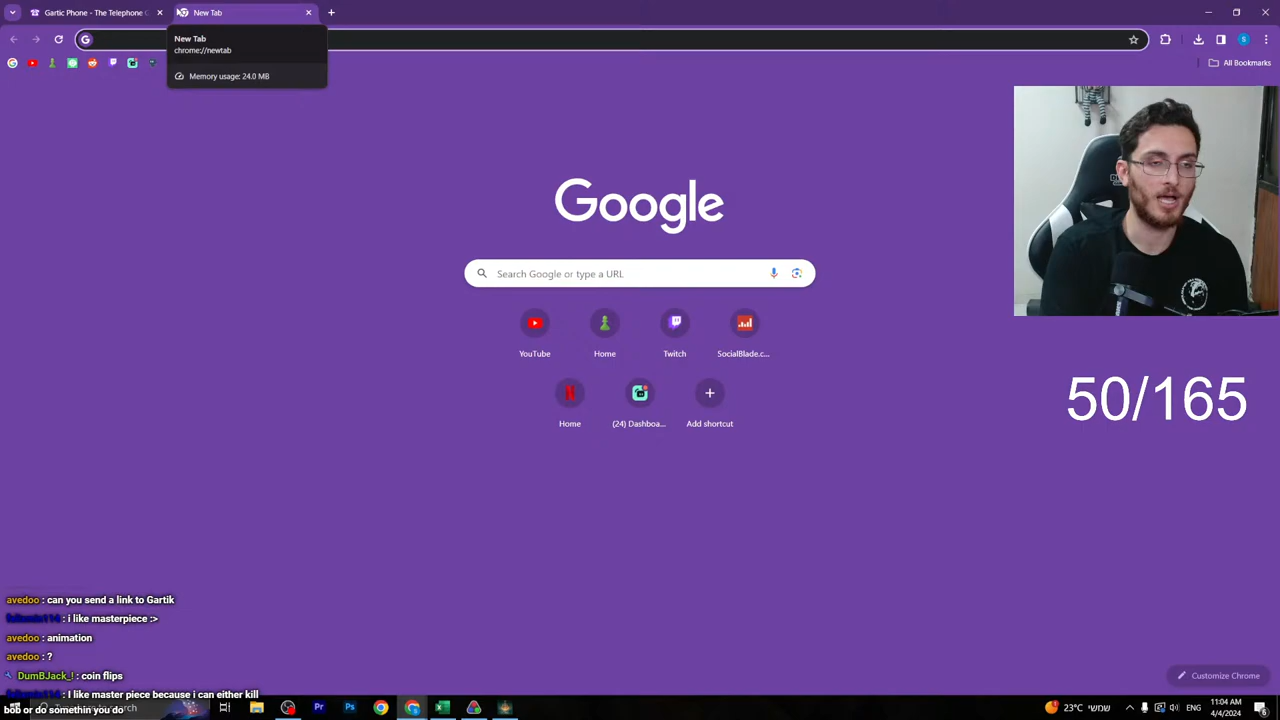 Gartic Phone - The Telephone G
New Tab
New Tab
chrome://newtab
Memory usage: 24.0 MB
All Bookmarks
Google
Search Google or type a URL
YouTube
Home
Twitch
SocialBlade.c...
Home
(24) Dashboa...
Add shortcut
50/165
avedoo : can you send a link to Gartik
: i like masterpiece :>
avedoo : animation
avedoo : ?
DumBJack_! : coin flips
: I like master piece because i can either kill
bob or do somethin you do
Customize Chrome
23°C
שמשי
ENG
11:04 AM
4/4/2024
6